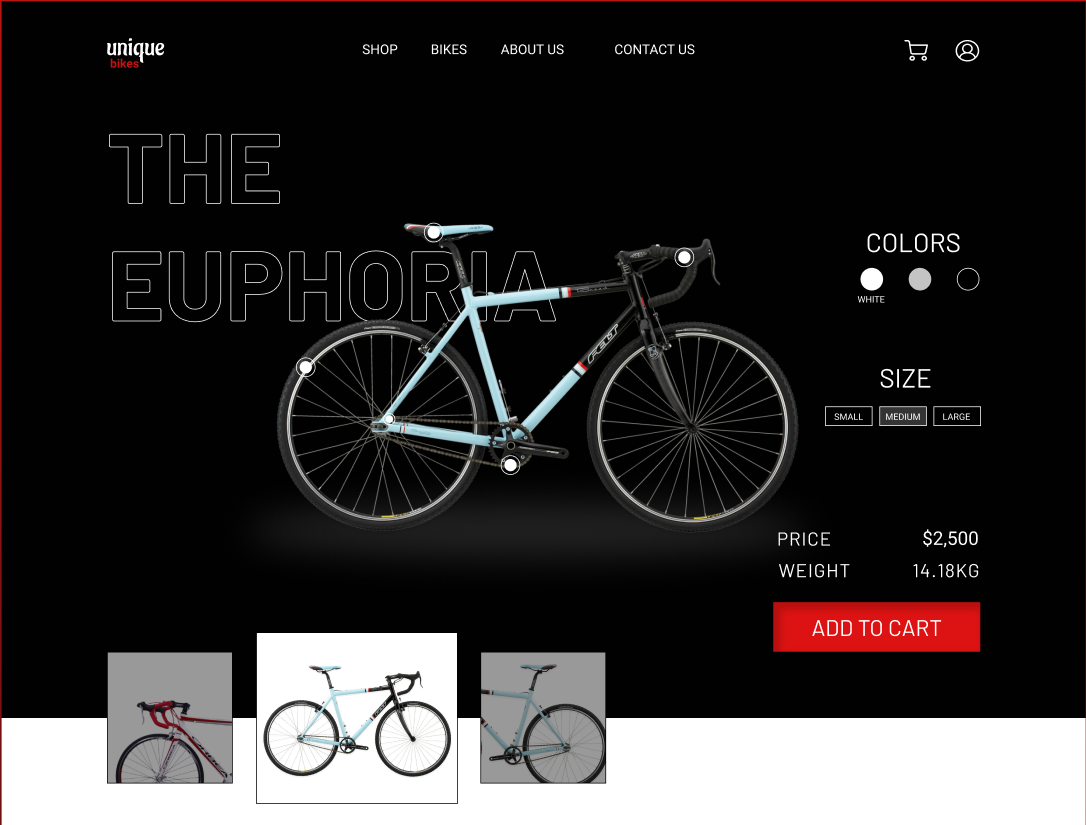 unique
bikes
SHOP BIKES ABOUT US CONTACT US
THE
EUPHORIA
COLORS
WHITE
SIZE
SMALL MEDIUM LARGE
FELT
PRICE $2,500
WEIGHT 14.18KG
ADD TO CART